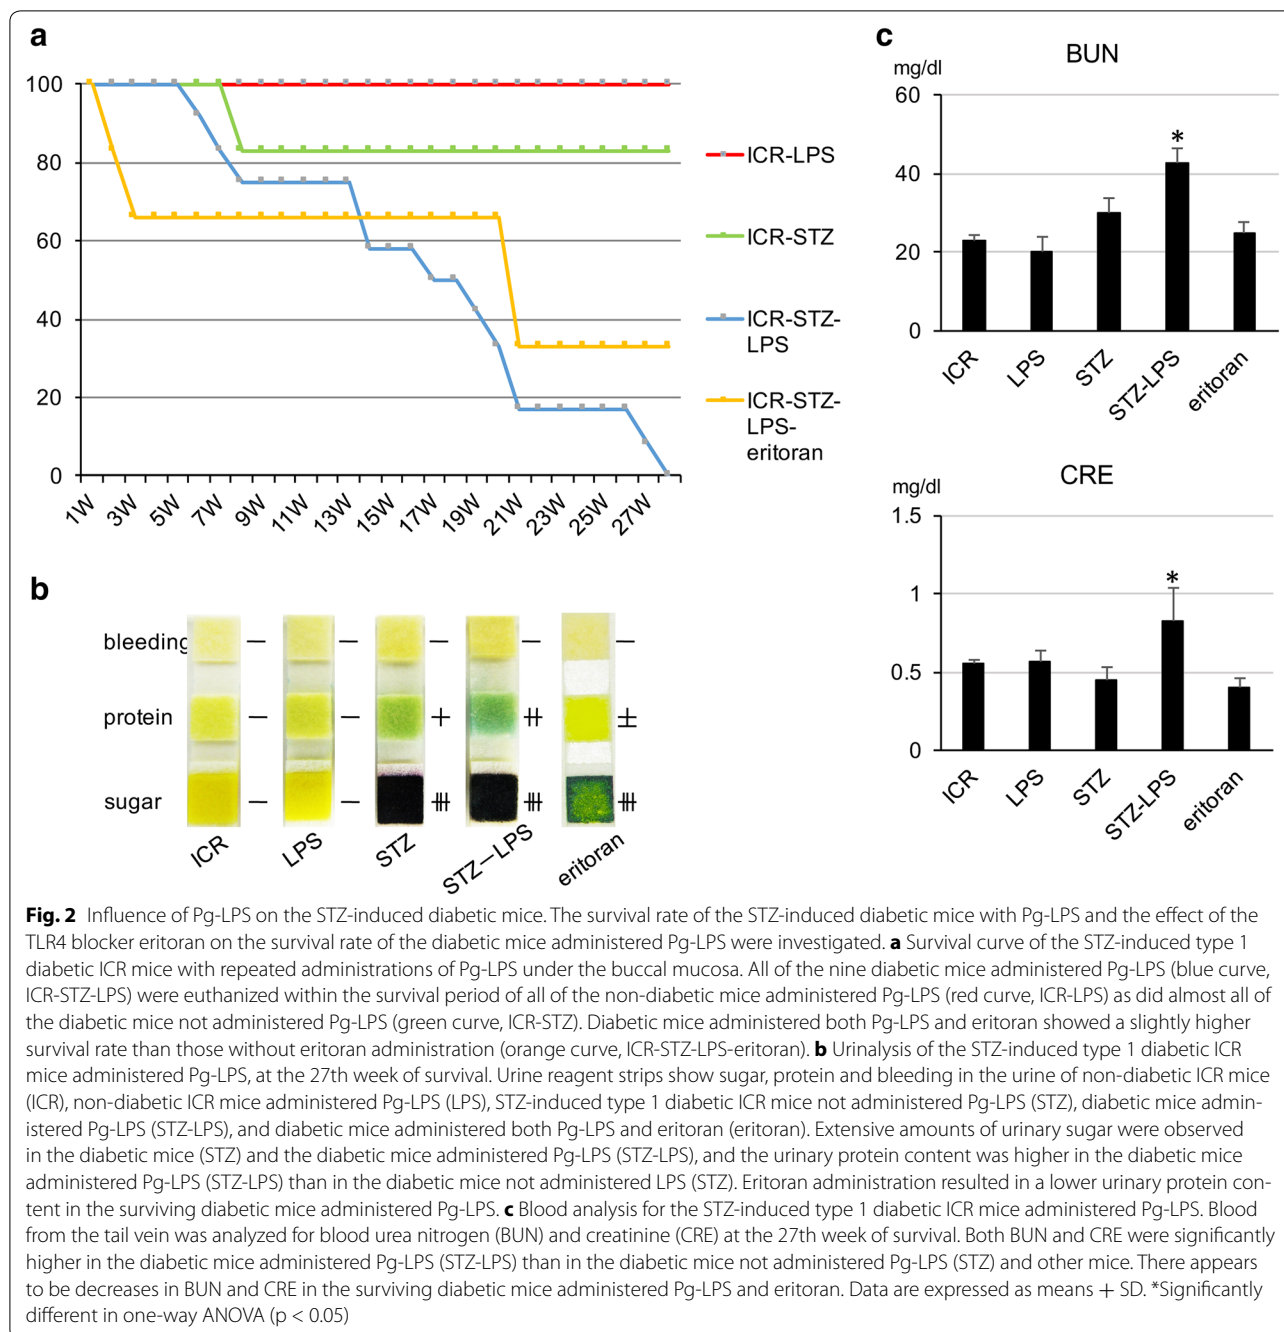 a
100
80
60
40
20
0
1W 3W 5W 7W 9W 11W 13W 15W 17W 19W 21W 23W 25W 27W
ICR-LPS
ICR-STZ
ICR-STZ-
LPS
ICR-STZ-
LPS-
eritoran
b
bleeding — — — — —
protein — — + ⧺ ±
sugar — — ⧻ ⧻ ⧻
ICR LPS STZ STZ—LPS eritoran
c
BUN
mg/dl
60
40
20
0
*
ICR LPS STZ STZ-LPS eritoran
CRE
mg/dl
1.5
1
0.5
0
*
ICR LPS STZ STZ-LPS eritoran
Fig. 2 Influence of Pg-LPS on the STZ-induced diabetic mice. The survival rate of the STZ-induced diabetic mice with Pg-LPS and the effect of the
TLR4 blocker eritoran on the survival rate of the diabetic mice administered Pg-LPS were investigated. a Survival curve of the STZ-induced type 1
diabetic ICR mice with repeated administrations of Pg-LPS under the buccal mucosa. All of the nine diabetic mice administered Pg-LPS (blue curve,
ICR-STZ-LPS) were euthanized within the survival period of all of the non-diabetic mice administered Pg-LPS (red curve, ICR-LPS) as did almost all of
the diabetic mice not administered Pg-LPS (green curve, ICR-STZ). Diabetic mice administered both Pg-LPS and eritoran showed a slightly higher
survival rate than those without eritoran administration (orange curve, ICR-STZ-LPS-eritoran). b Urinalysis of the STZ-induced type 1 diabetic ICR
mice administered Pg-LPS, at the 27th week of survival. Urine reagent strips show sugar, protein and bleeding in the urine of non-diabetic ICR mice
(ICR), non-diabetic ICR mice administered Pg-LPS (LPS), STZ-induced type 1 diabetic ICR mice not administered Pg-LPS (STZ), diabetic mice admin-
istered Pg-LPS (STZ-LPS), and diabetic mice administered both Pg-LPS and eritoran (eritoran). Extensive amounts of urinary sugar were observed
in the diabetic mice (STZ) and the diabetic mice administered Pg-LPS (STZ-LPS), and the urinary protein content was higher in the diabetic mice
administered Pg-LPS (STZ-LPS) than in the diabetic mice not administered LPS (STZ). Eritoran administration resulted in a lower urinary protein con-
tent in the surviving diabetic mice administered Pg-LPS. c Blood analysis for the STZ-induced type 1 diabetic ICR mice administered Pg-LPS. Blood
from the tail vein was analyzed for blood urea nitrogen (BUN) and creatinine (CRE) at the 27th week of survival. Both BUN and CRE were significantly
higher in the diabetic mice administered Pg-LPS (STZ-LPS) than in the diabetic mice not administered Pg-LPS (STZ) and other mice. There appears
to be decreases in BUN and CRE in the surviving diabetic mice administered Pg-LPS and eritoran. Data are expressed as means + SD. *Significantly
different in one-way ANOVA (p < 0.05)